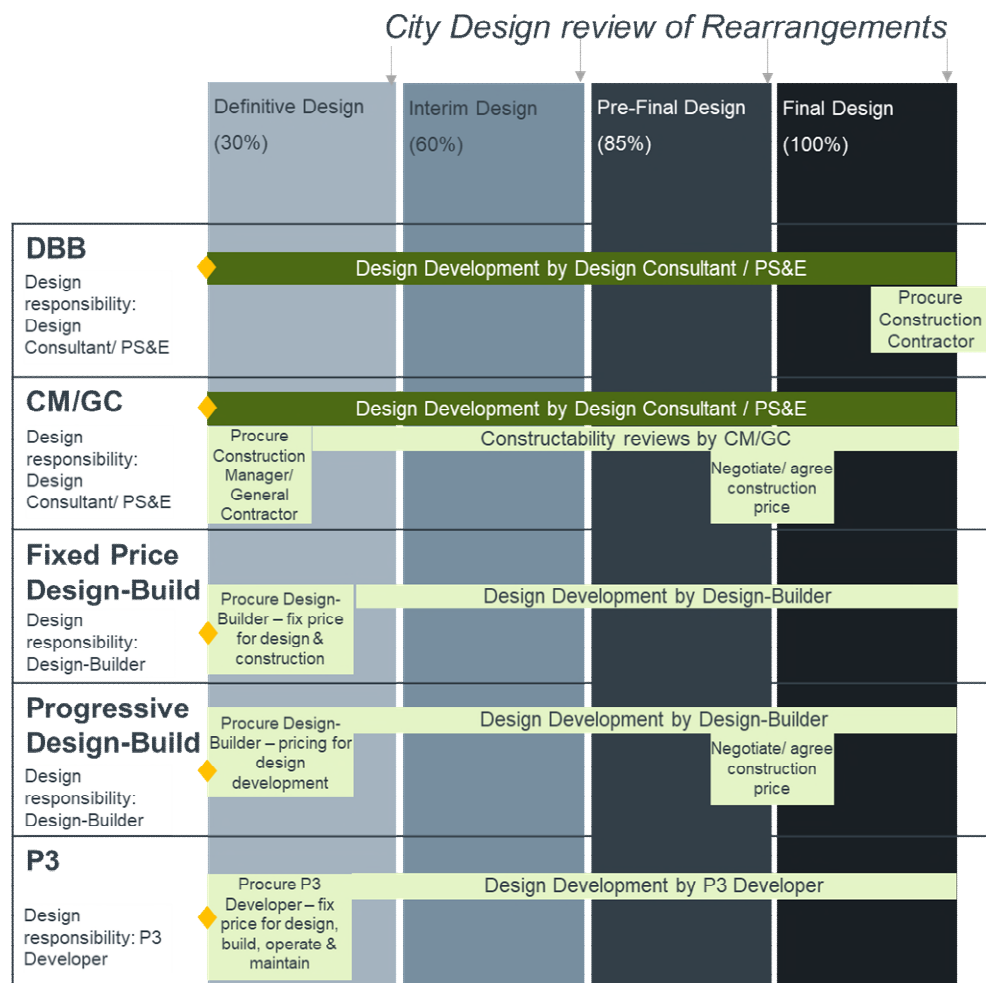 City Design review of Rearrangements
Definitive Design
(30%)
Interim Design
(60%)
Pre-Final Design
(85%)
Final Design
(100%)
DBB
Design
responsibility:
Design
Consultant/ PS&E
Design Development by Design Consultant / PS&E
Procure
Construction
Contractor
CM/GC
Design
responsibility:
Design
Consultant/ PS&E
Design Development by Design Consultant / PS&E
Procure
Construction
Manager/
General
Contractor
Constructability reviews by CM/GC
Negotiate/ agree
construction
price
Fixed Price
Design-Build
Design
responsibility:
Design-Builder
Procure Design-
Builder – fix price
for design &
construction
Design Development by Design-Builder
Progressive
Design-Build
Design
responsibility:
Design-Builder
Procure Design-
Builder – pricing for
design
development
Design Development by Design-Builder
Negotiate/ agree
construction
price
P3
Design
responsibility: P3
Developer
Procure P3
Developer – fix
price for design,
build, operate &
maintain
Design Development by P3 Developer